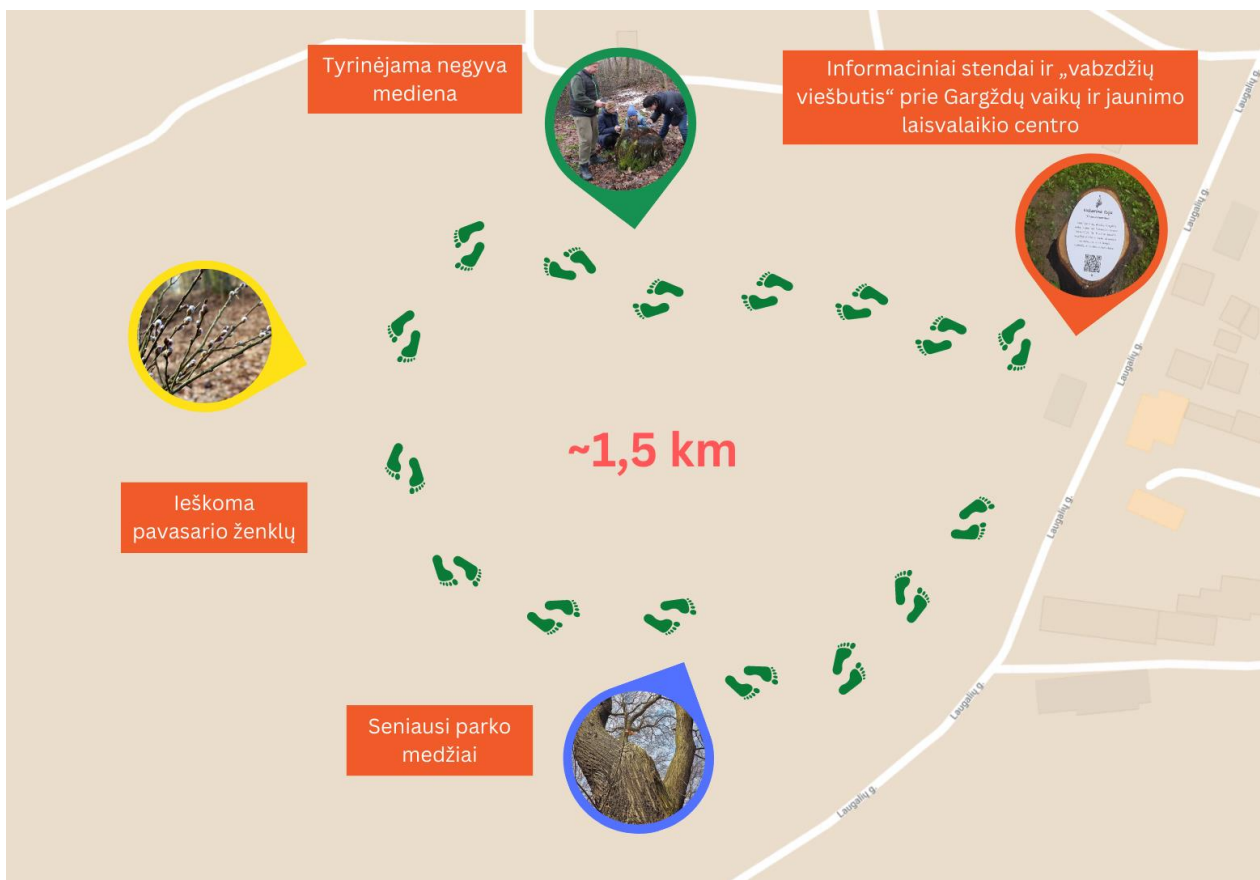 Tyrinėjama negyva
mediena
Informaciniai stendai ir „vabzdžių
viešbutis“ prie Gargždų vaikų ir jaunimo
laisvalaikio centro
Laugalių g.
Laugalių g.
Laugalių g.
~1,5 km
Ieškoma
pavasario ženklų
Laugalių g.
Seniausi parko
medžiai
Laugalių g.
Laugalių g.